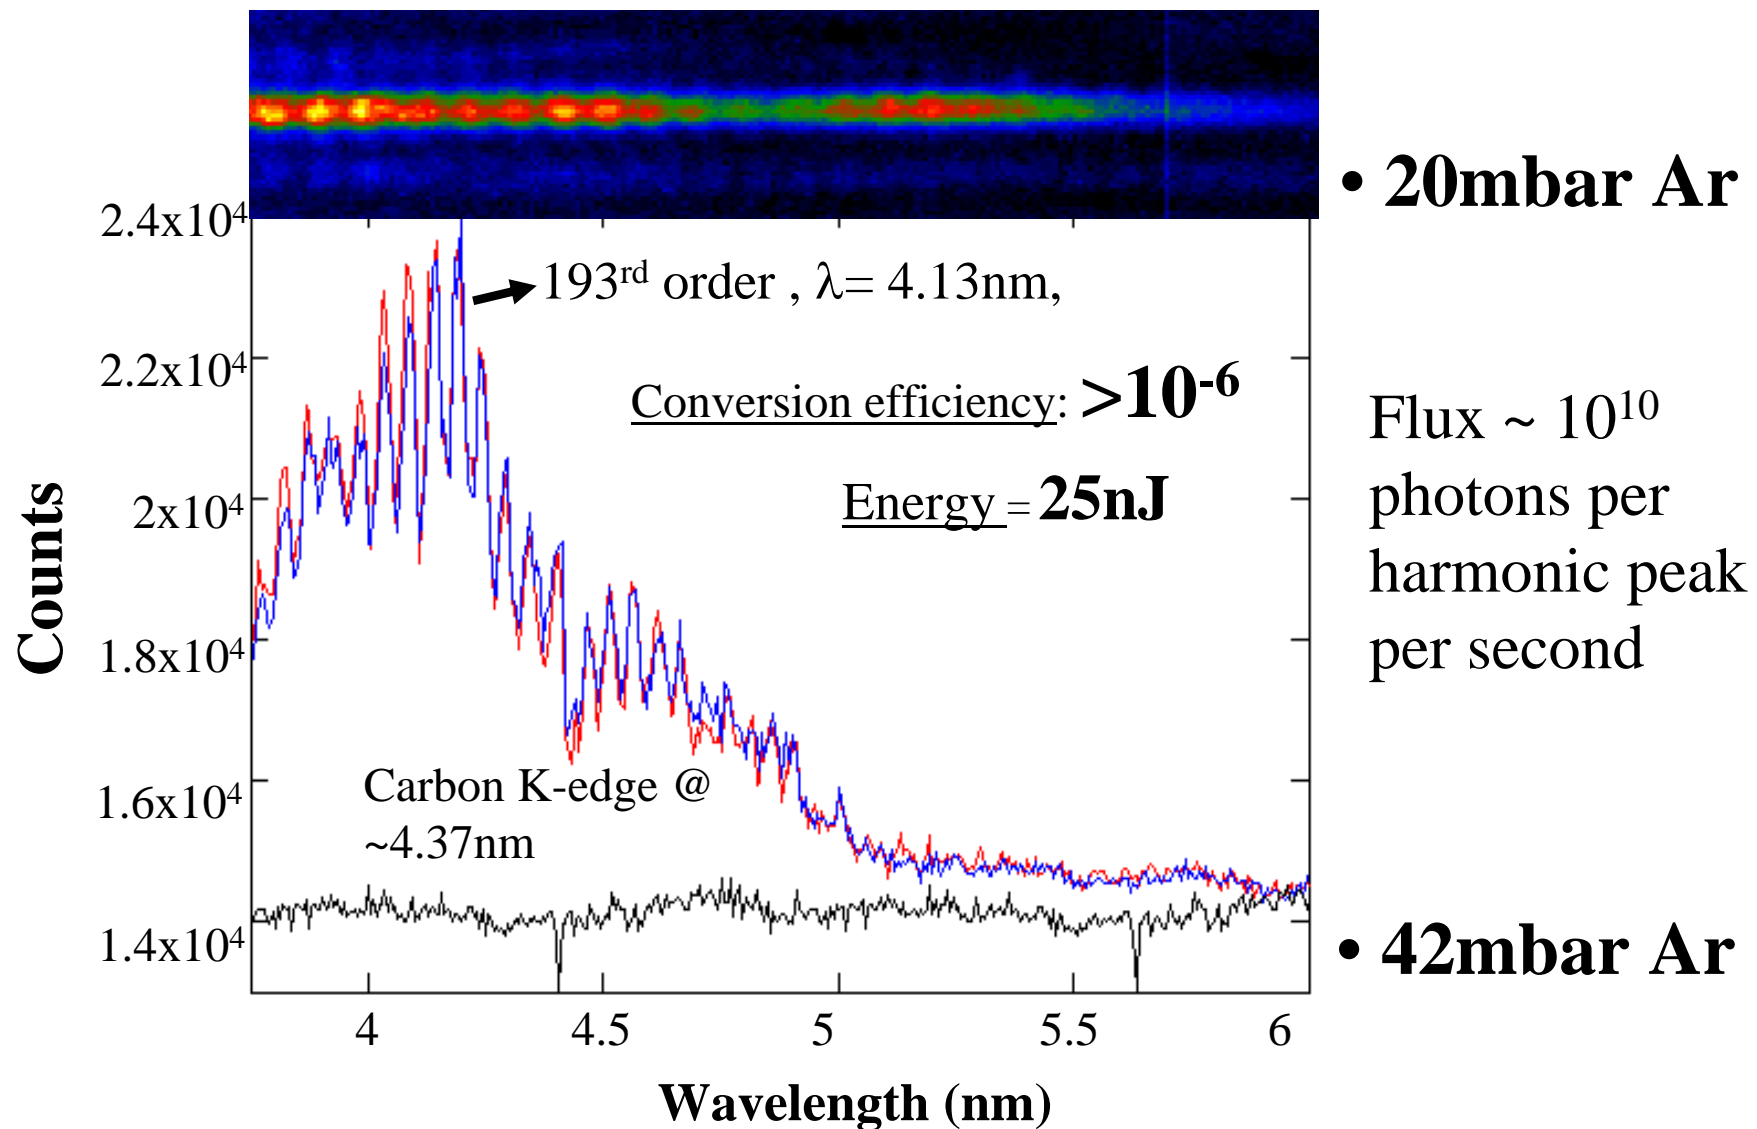 • 20mbar Ar
2.4x10⁴
193ʳᵈ order , λ= 4.13nm,
2.2x10⁴
Conversion efficiency: >10⁻⁶
Flux ~ 10¹⁰
photons per
harmonic peak
per second
2x10⁴
Energy = 25nJ
Counts
1.8x10⁴
1.6x10⁴
Carbon K-edge @
~4.37nm
1.4x10⁴
• 42mbar Ar
4 4.5 5 5.5 6
Wavelength (nm)